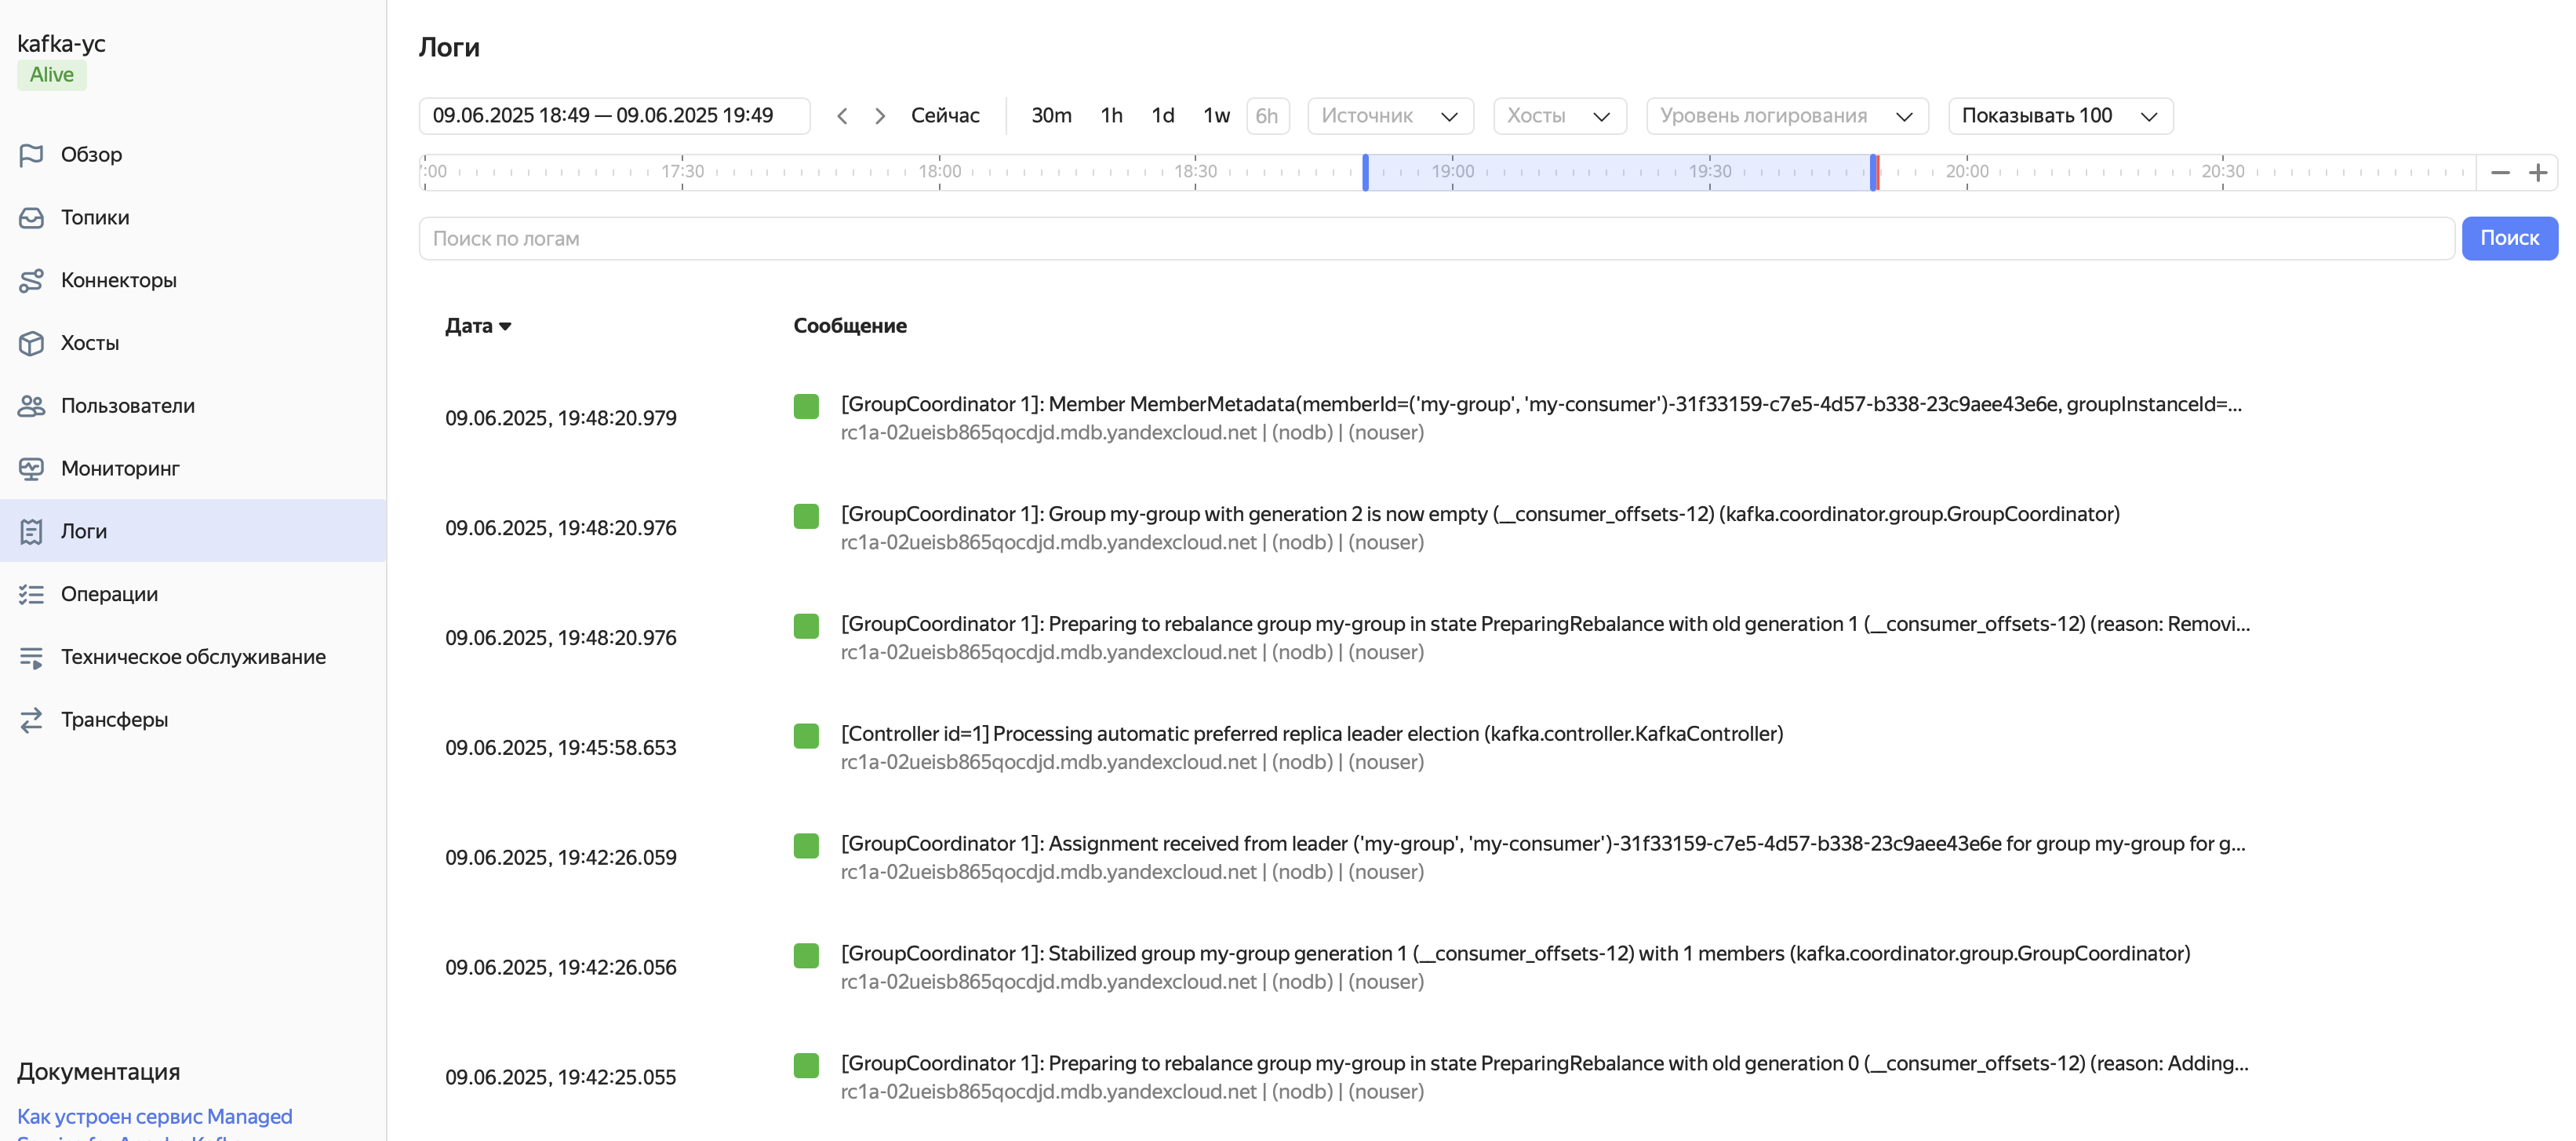 kafka-yc
Alive
Обзор
Топики
Коннекторы
Хосты
Пользователи
Мониторинг
Логи
Операции
Техническое обслуживание
Трансферы
Документация
Как устроен сервис Managed
Логи
09.06.2025 18:49 — 09.06.2025 19:49 Сейчас 30m 1h 1d 1w 6h Источник Хосты Уровень логирования Показывать 100
:00 17:30 18:00 18:30 19:00 19:30 20:00 20:30
Поиск по логам Поиск
Дата Сообщение
09.06.2025, 19:48:20.979 [GroupCoordinator 1]: Member MemberMetadata(memberId=('my-group', 'my-consumer')-31f33159-c7e5-4d57-b338-23c9aee43e6e, groupInstanceId=...
rc1a-02ueisb865qocdjd.mdb.yandexcloud.net | (nodb) | (nouser)
09.06.2025, 19:48:20.976 [GroupCoordinator 1]: Group my-group with generation 2 is now empty (__consumer_offsets-12) (kafka.coordinator.group.GroupCoordinator)
rc1a-02ueisb865qocdjd.mdb.yandexcloud.net | (nodb) | (nouser)
09.06.2025, 19:48:20.976 [GroupCoordinator 1]: Preparing to rebalance group my-group in state PreparingRebalance with old generation 1 (__consumer_offsets-12) (reason: Removi...
rc1a-02ueisb865qocdjd.mdb.yandexcloud.net | (nodb) | (nouser)
09.06.2025, 19:45:58.653 [Controller id=1] Processing automatic preferred replica leader election (kafka.controller.KafkaController)
rc1a-02ueisb865qocdjd.mdb.yandexcloud.net | (nodb) | (nouser)
09.06.2025, 19:42:26.059 [GroupCoordinator 1]: Assignment received from leader ('my-group', 'my-consumer')-31f33159-c7e5-4d57-b338-23c9aee43e6e for group my-group for g...
rc1a-02ueisb865qocdjd.mdb.yandexcloud.net | (nodb) | (nouser)
09.06.2025, 19:42:26.056 [GroupCoordinator 1]: Stabilized group my-group generation 1 (__consumer_offsets-12) with 1 members (kafka.coordinator.group.GroupCoordinator)
rc1a-02ueisb865qocdjd.mdb.yandexcloud.net | (nodb) | (nouser)
09.06.2025, 19:42:25.055 [GroupCoordinator 1]: Preparing to rebalance group my-group in state PreparingRebalance with old generation 0 (__consumer_offsets-12) (reason: Adding...
rc1a-02ueisb865qocdjd.mdb.yandexcloud.net | (nodb) | (nouser)